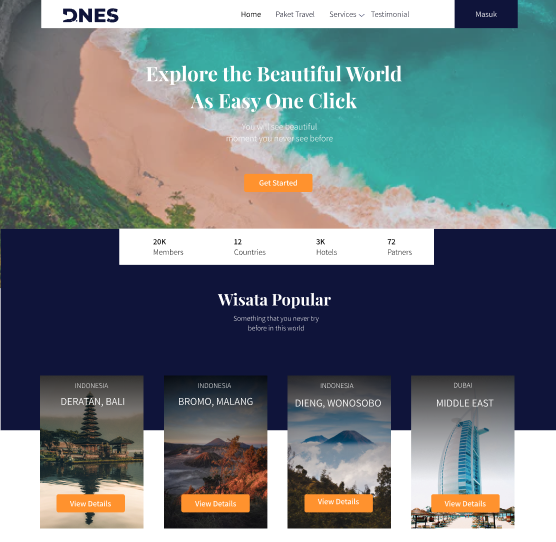 DNES
Home Paket Travel Services Testimonial Masuk
Explore the Beautiful World
As Easy One Click
You will see beautiful
moment you never see before
Get Started
20K 12 3K 72
Members Countries Hotels Patners
Wisata Popular
Something that you never try
before in this world
INDONESIA INDONESIA INDONESIA DUBAI
DERATAN, BALI BROMO, MALANG DIENG, WONOSOBO MIDDLE EAST
View Details View Details View Details View Details